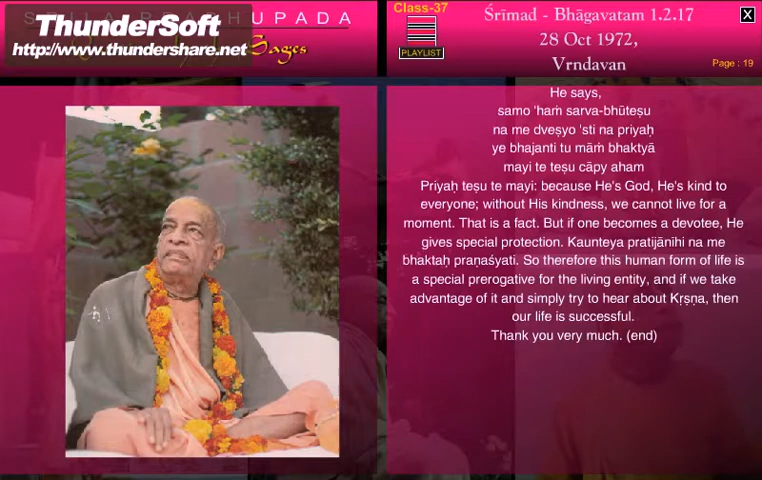 ThunderSoft
http://www.thundershare.net
UPADA
Sages
Class-37
PLAYLIST
Śrīmad - Bhāgavatam 1.2.17
28 Oct 1972,
Vrndavan
X
Page : 19
He says,
samo 'haṁ sarva-bhūteṣu
na me dveṣyo 'sti na priyaḥ
ye bhajanti tu māṁ bhaktyā
mayi te teṣu cāpy aham
Priyaḥ teṣu te mayi: because He's God, He's kind to
everyone; without His kindness, we cannot live for a
moment. That is a fact. But if one becomes a devotee, He
gives special protection. Kaunteya pratijānīhi na me
bhaktaḥ praṇaśyati. So therefore this human form of life is
a special prerogative for the living entity, and if we take
advantage of it and simply try to hear about Kṛṣṇa, then
our life is successful.
Thank you very much. (end)